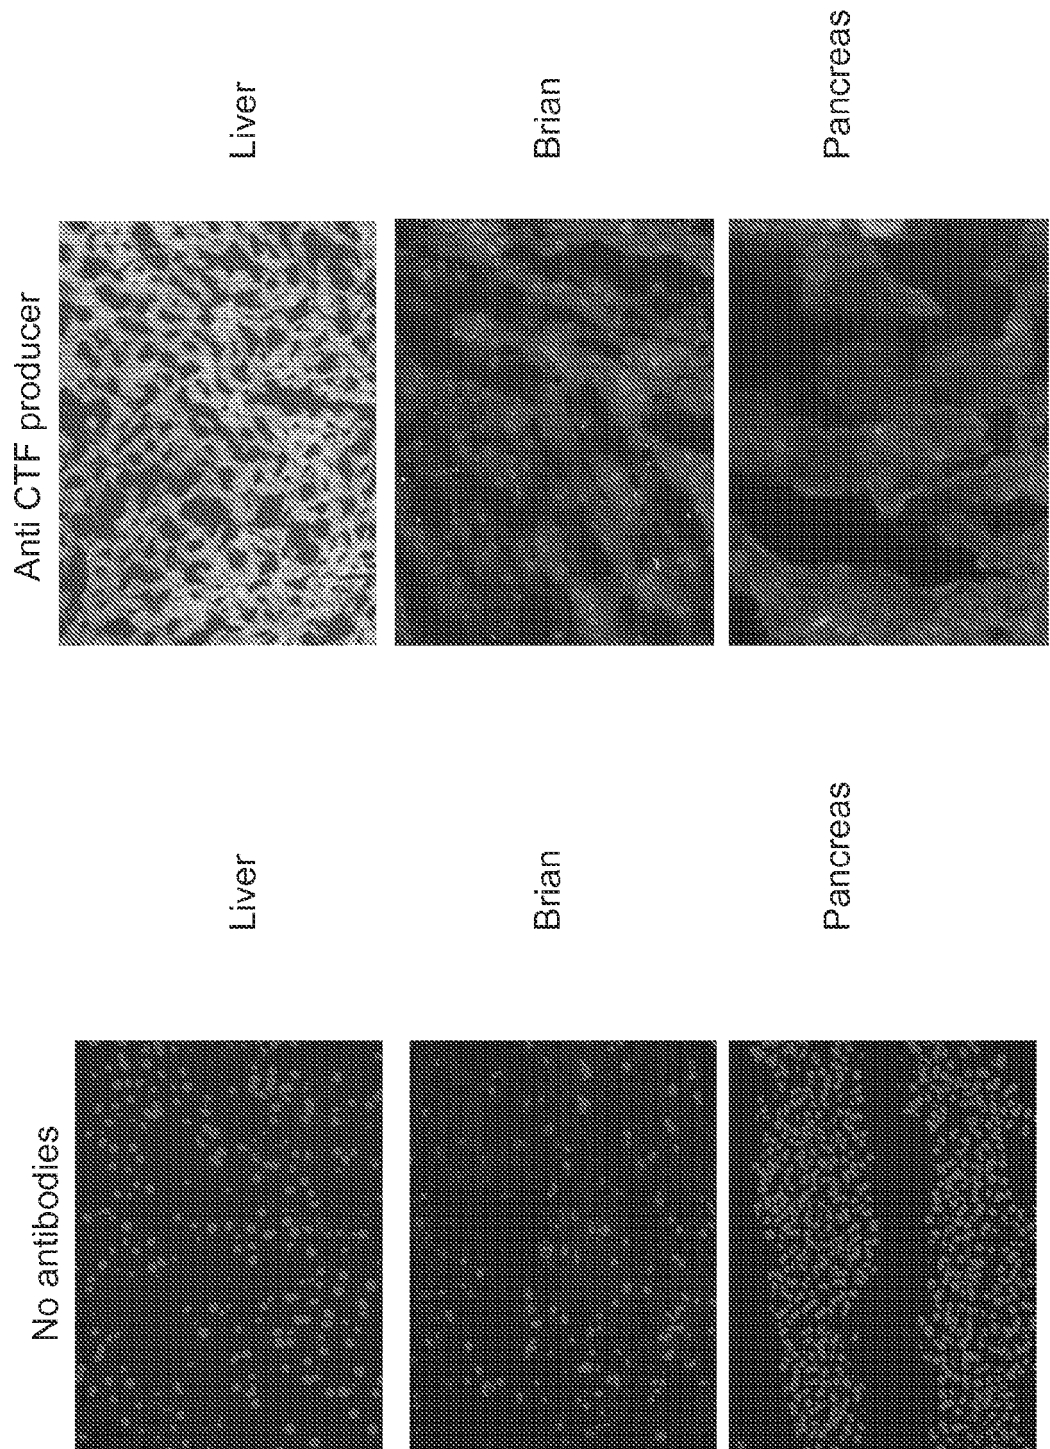 No antibodies
Liver
Brian
Pancreas
Anti CTF producer
Liver
Brian
Pancreas